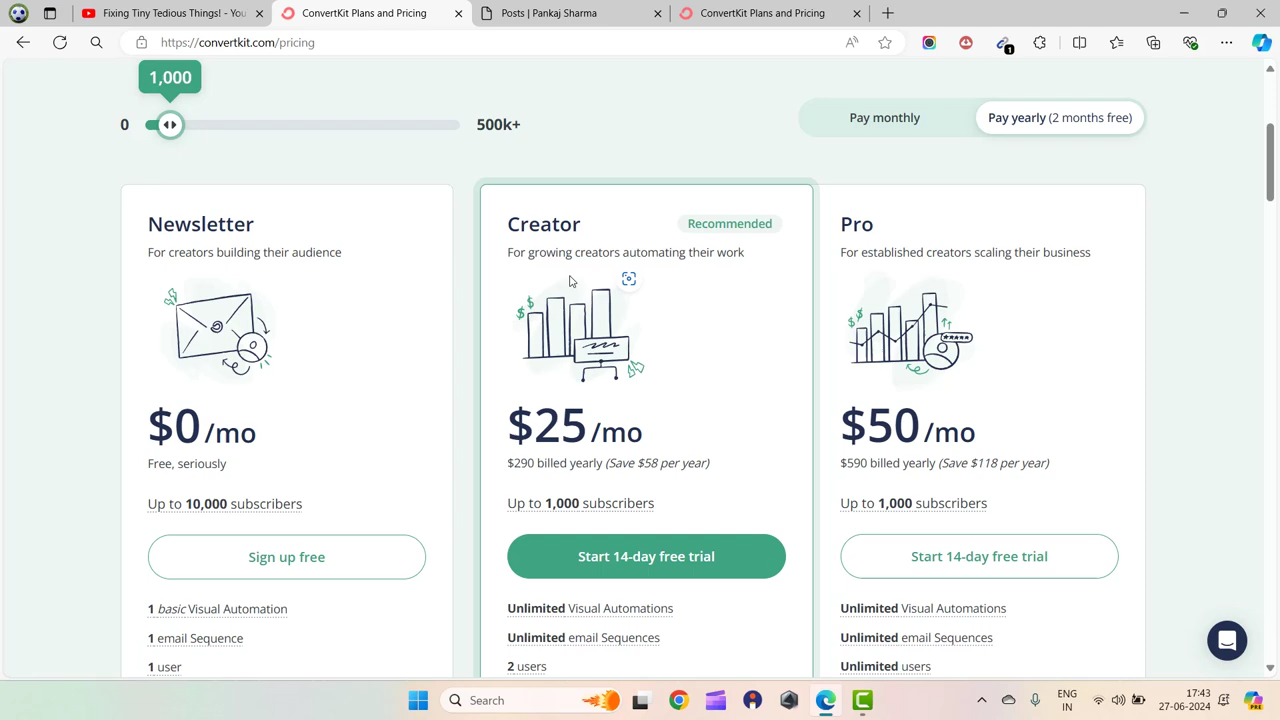 Fixing Tiny Tedious Things! - You
ConvertKit Plans and Pricing
Posts | Pankaj Sharma
ConvertKit Plans and Pricing
https://convertkit.com/pricing
1
1,000
0
500k+
Pay monthly
Pay yearly (2 months free)
Newsletter
For creators building their audience
$0/mo
Free, seriously
Up to 10,000 subscribers
Sign up free
1 basic Visual Automation
1 email Sequence
1 user
Creator
Recommended
For growing creators automating their work
$25/mo
$290 billed yearly (Save $58 per year)
Up to 1,000 subscribers
Start 14-day free trial
Unlimited Visual Automations
Unlimited email Sequences
2 users
Pro
For established creators scaling their business
$50/mo
$590 billed yearly (Save $118 per year)
Up to 1,000 subscribers
Start 14-day free trial
Unlimited Visual Automations
Unlimited email Sequences
Unlimited users
Search
ENG
IN
17:43
27-06-2024
PRE